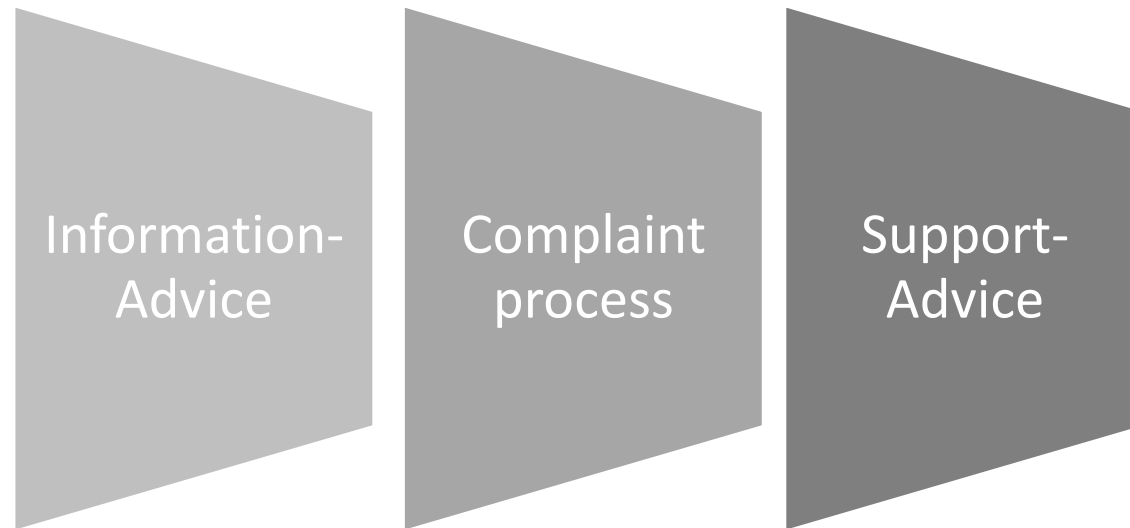 Information-
Advice
Complaint
process
Support-
Advice